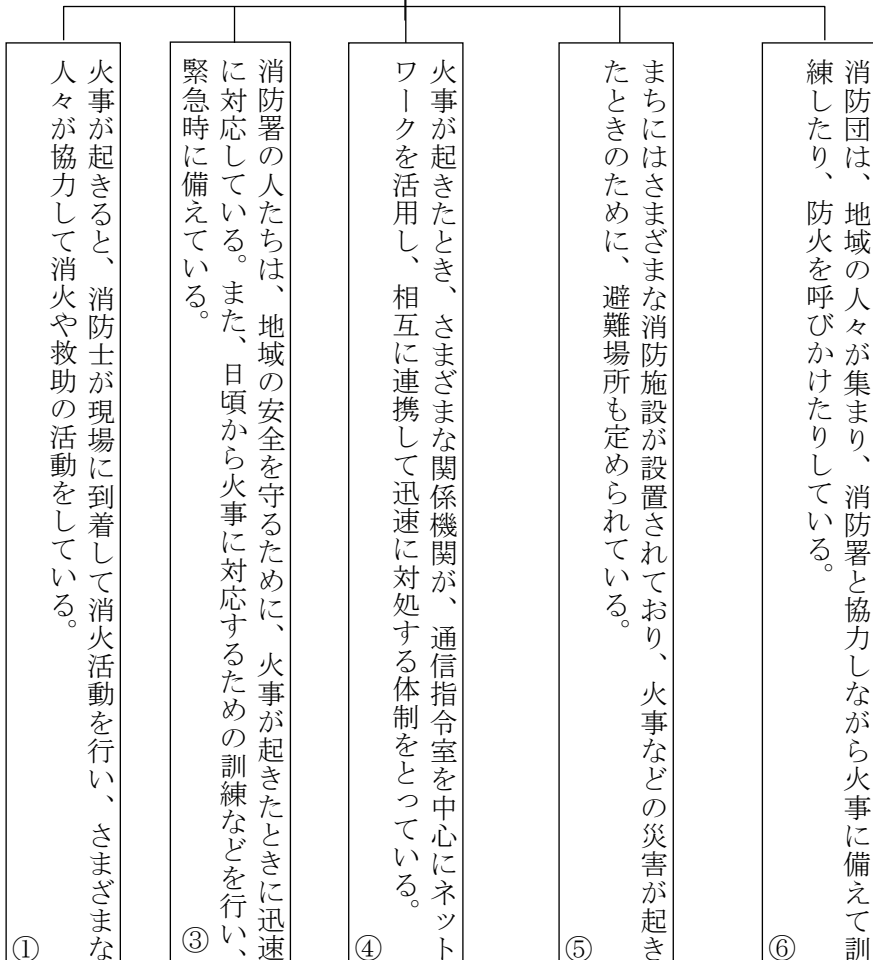 消防団は、地域の人々が集まり、消防署と協力しながら火事に備えて訓
練したり、防火を呼びかけたりしている。
⑥
まちにはさまざまな消防施設が設置されており、火事などの災害が起き
たときのために、避難場所も定められている。
⑤
火事が起きたとき、さまざまな関係機関が、通信指令室を中心にネット
ワークを活用し、相互に連携して迅速に対処する体制をとっている。
④
消防署の人たちは、地域の安全を守るために、火事が起きたときに迅速
に対応している。また、日頃から火事に対応するための訓練などを行い、
緊急時に備えている。
③
火事が起きると、消防士が現場に到着して消火活動を行い、さまざまな
人々が協力して消火や救助の活動をしている。
①